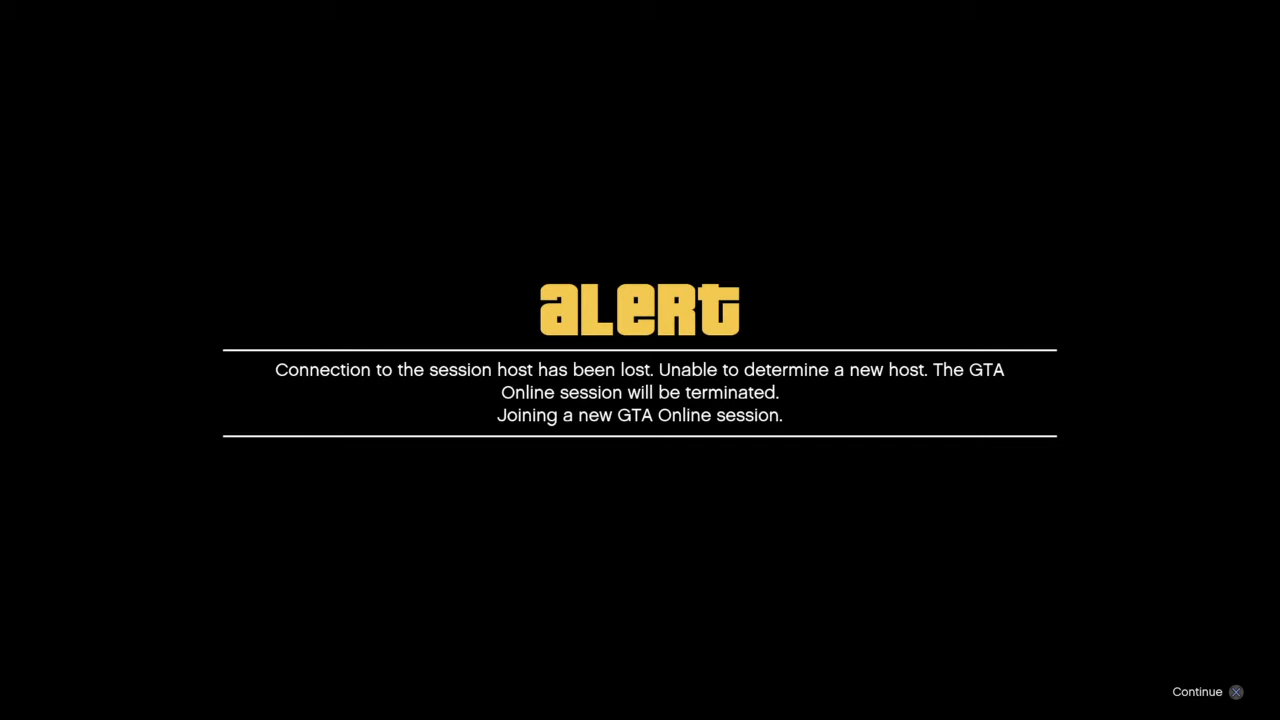 alert
Connection to the session host has been lost. Unable to determine a new host. The GTA
Online session will be terminated.
Joining a new GTA Online session.
Continue